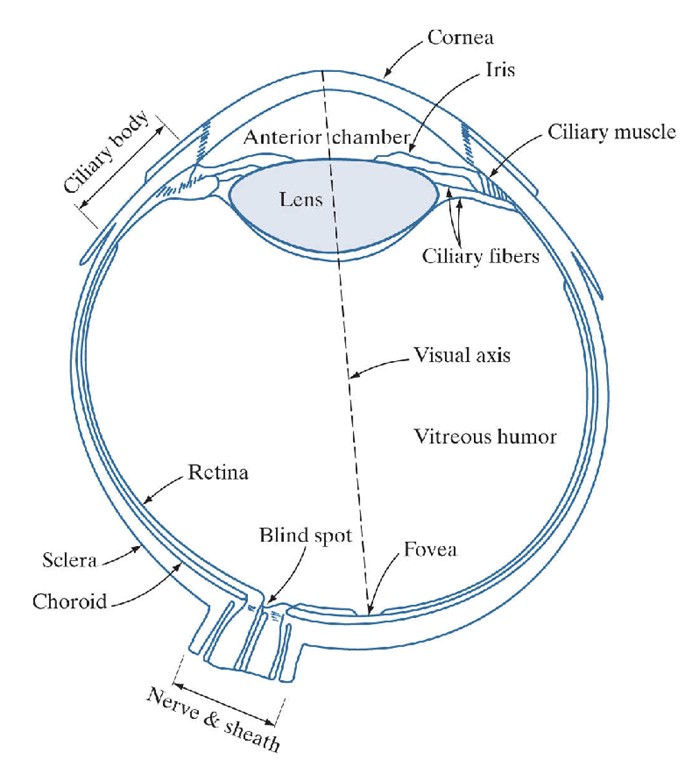 Cornea
Iris
Ciliary muscle
Ciliary body
Anterior chamber
Lens
Ciliary fibers
Visual axis
Vitreous humor
Retina
Blind spot
Fovea
Sclera
Choroid
Nerve & sheath